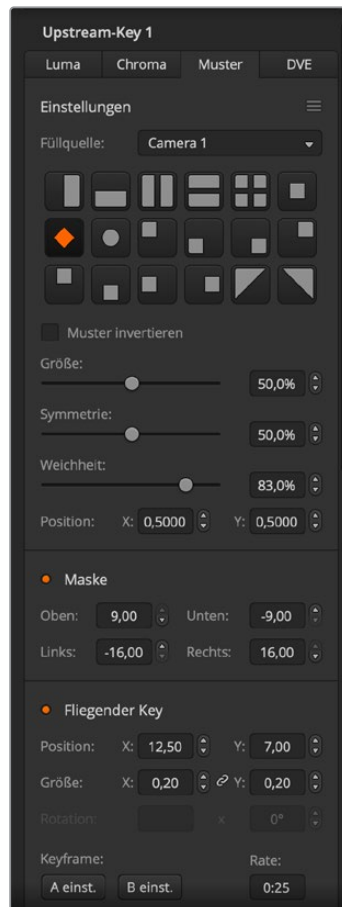 Upstream-Key 1
Luma Chroma Muster DVE
Einstellungen
Füllquelle: Camera 1
Muster invertieren
Größe:
50,0%
Symmetrie:
50,0%
Weichheit:
83,0%
Position: X: 0,5000 Y: 0,5000
Maske
Oben: 9,00 Unten: -9,00
Links: -16,00 Rechts: 16,00
Fliegender Key
Position: X: 12,50 Y: 7,00
Größe: X: 0,20 Y: 0,20
Rotation: x 0°
Keyframe: Rate:
A einst. B einst. 0:25